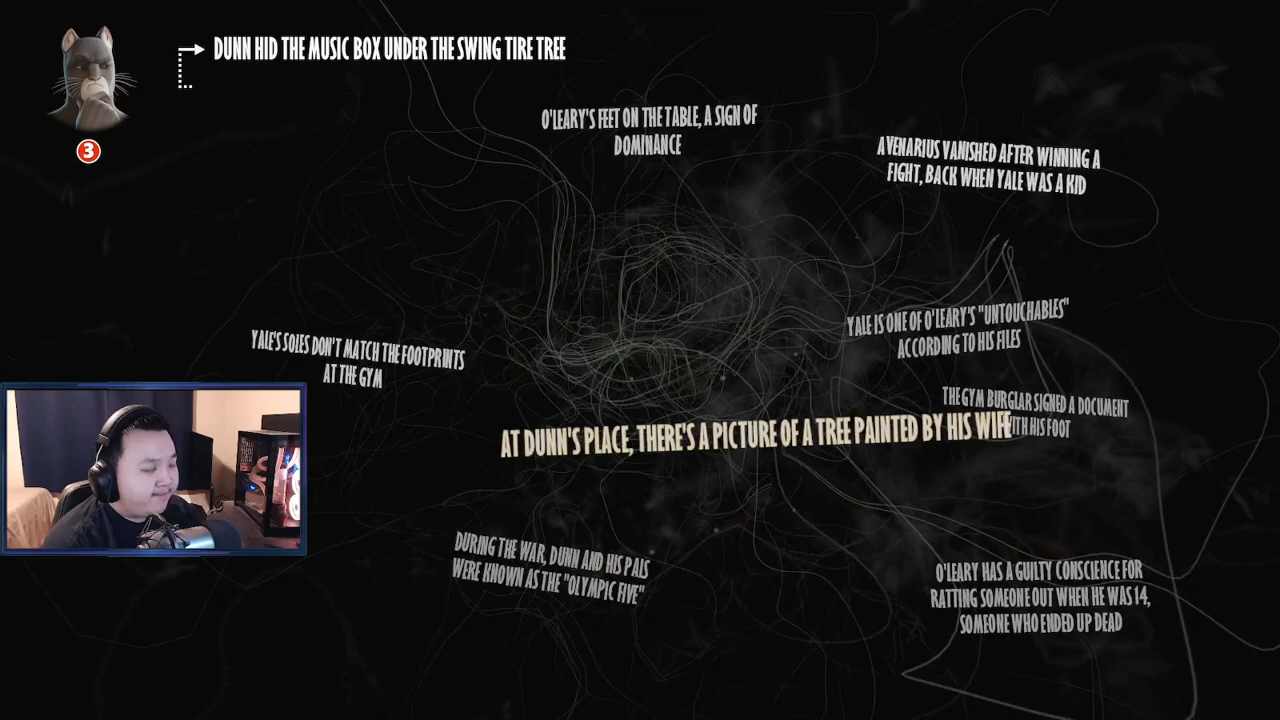 DUNN HID THE MUSIC BOX UNDER THE SWING TIRE TREE
3
O'LEARY'S FEET ON THE TABLE, A SIGN OF
DOMINANCE
AVENARIUS VANISHED AFTER WINNING A
FIGHT, BACK WHEN YALE WAS A KID
YALE IS ONE OF O'LEARY'S "UNTOUCHABLES"
ACCORDING TO HIS FILES
YALE'S SOLES DON'T MATCH THE FOOTPRINTS
AT THE GYM
THE GYM BURGLAR SIGNED A DOCUMENT
WITH HIS FOOT
AT DUNN'S PLACE, THERE'S A PICTURE OF A TREE PAINTED BY HIS WIFE
DURING THE WAR, DUNN AND HIS PALS
WERE KNOWN AS THE "OLYMPIC FIVE"
O'LEARY HAS A GUILTY CONSCIENCE FOR
RATTING SOMEONE OUT WHEN HE WAS 14,
SOMEONE WHO ENDED UP DEAD